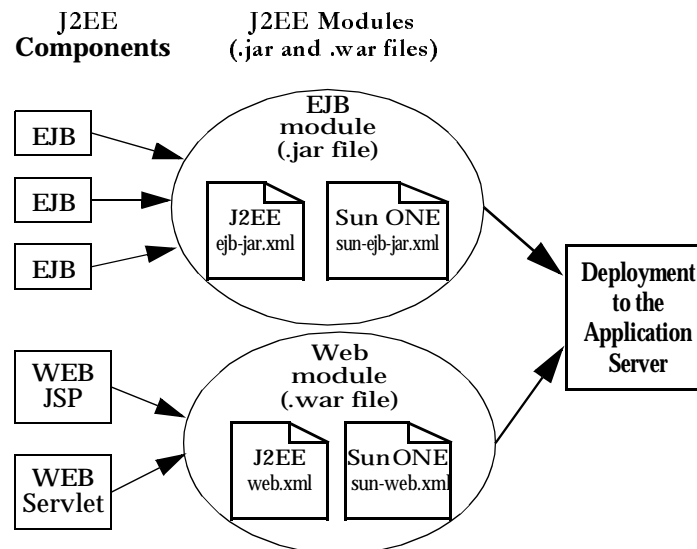 J2EE
Components
J2EE Modules
(.jar and .war files)
EJB
EJB
EJB
EJB
module
(.jar file)
J2EE
ejb-jar.xml
Sun ONE
sun-ejb-jar.xml
WEB
JSP
WEB
Servlet
Web
module
(.war file)
J2EE
web.xml
Sun ONE
sun-web.xml
Deployment
to the
Application
Server